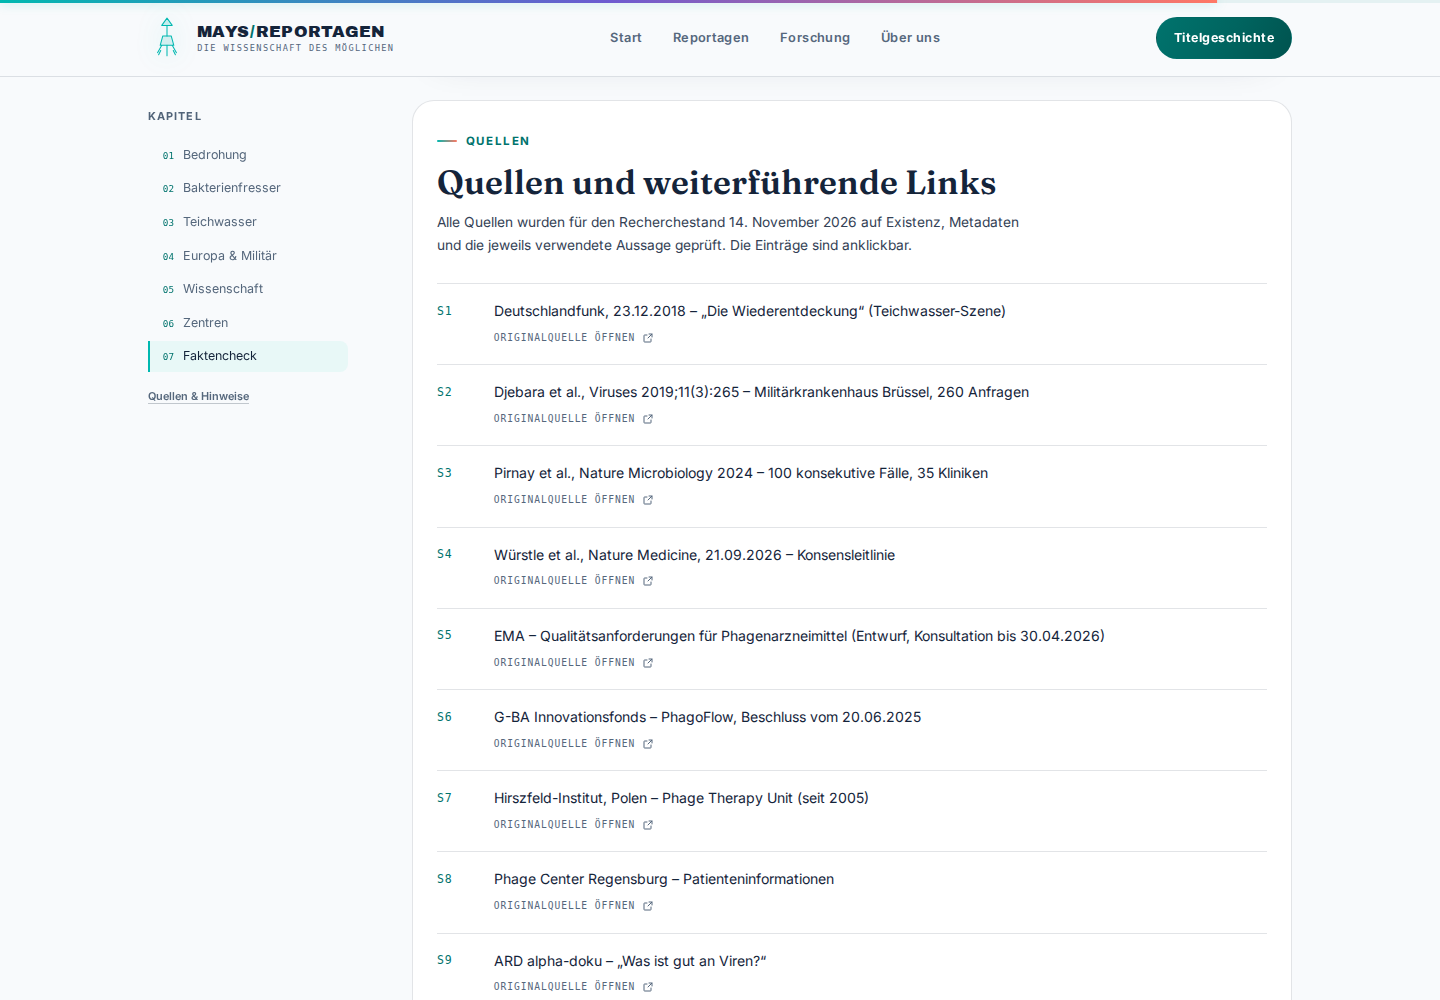 MAYS/REPORTAGEN
DIE WISSENSCHAFT DES MÖGLICHEN
Start
Reportagen
Forschung
Über uns
Titelgeschichte
KAPITEL
01 Bedrohung
02 Bakterienfresser
03 Teichwasser
04 Europa & Militär
05 Wissenschaft
06 Zentren
07 Faktencheck
Quellen & Hinweise
QUELLEN
Quellen und weiterführende Links
Alle Quellen wurden für den Recherchestand 14. November 2026 auf Existenz, Metadaten
und die jeweils verwendete Aussage geprüft. Die Einträge sind anklickbar.
S1 Deutschlandfunk, 23.12.2018 – „Die Wiederentdeckung“ (Teichwasser-Szene)
ORIGINALQUELLE ÖFFNEN
S2 Djebara et al., Viruses 2019;11(3):265 – Militärkrankenhaus Brüssel, 260 Anfragen
ORIGINALQUELLE ÖFFNEN
S3 Pirnay et al., Nature Microbiology 2024 – 100 konsekutive Fälle, 35 Kliniken
ORIGINALQUELLE ÖFFNEN
S4 Würstle et al., Nature Medicine, 21.09.2026 – Konsensleitlinie
ORIGINALQUELLE ÖFFNEN
S5 EMA – Qualitätsanforderungen für Phagenarzneimittel (Entwurf, Konsultation bis 30.04.2026)
ORIGINALQUELLE ÖFFNEN
S6 G-BA Innovationsfonds – PhagoFlow, Beschluss vom 20.06.2025
ORIGINALQUELLE ÖFFNEN
S7 Hirszfeld-Institut, Polen – Phage Therapy Unit (seit 2005)
ORIGINALQUELLE ÖFFNEN
S8 Phage Center Regensburg – Patienteninformationen
ORIGINALQUELLE ÖFFNEN
S9 ARD alpha-doku – „Was ist gut an Viren?“
ORIGINALQUELLE ÖFFNEN